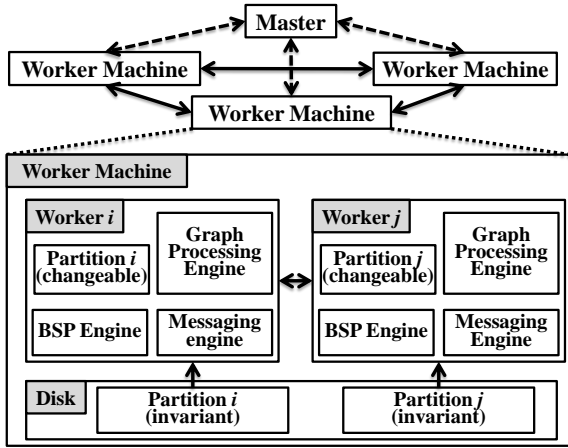 Master
Worker Machine
Worker Machine
Worker Machine
Worker Machine
Worker i
Partition i
(changeable)
Graph
Processing
Engine
BSP Engine
Messaging
engine
Worker j
Partition j
(changeable)
Graph
Processing
Engine
BSP Engine
Messaging
Engine
Disk
Partition i
(invariant)
Partition j
(invariant)